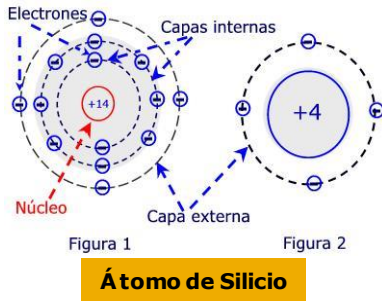 Electrones
Capas internas
+14
+4
Núcleo
Capa externa
Figura 1
Figura 2
Átomo de Silicio